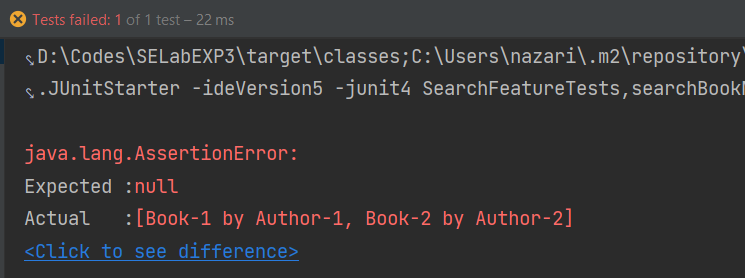 Tests failed: 1 of 1 test – 22 ms
D:\Codes\SELabEXP3\target\classes;C:\Users\nazari\.m2\repository\
.JUnitStarter -ideVersion5 -junit4 SearchFeatureTests,searchBook
java.lang.AssertionError:
Expected :null
Actual   :[Book-1 by Author-1, Book-2 by Author-2]
<Click to see difference>